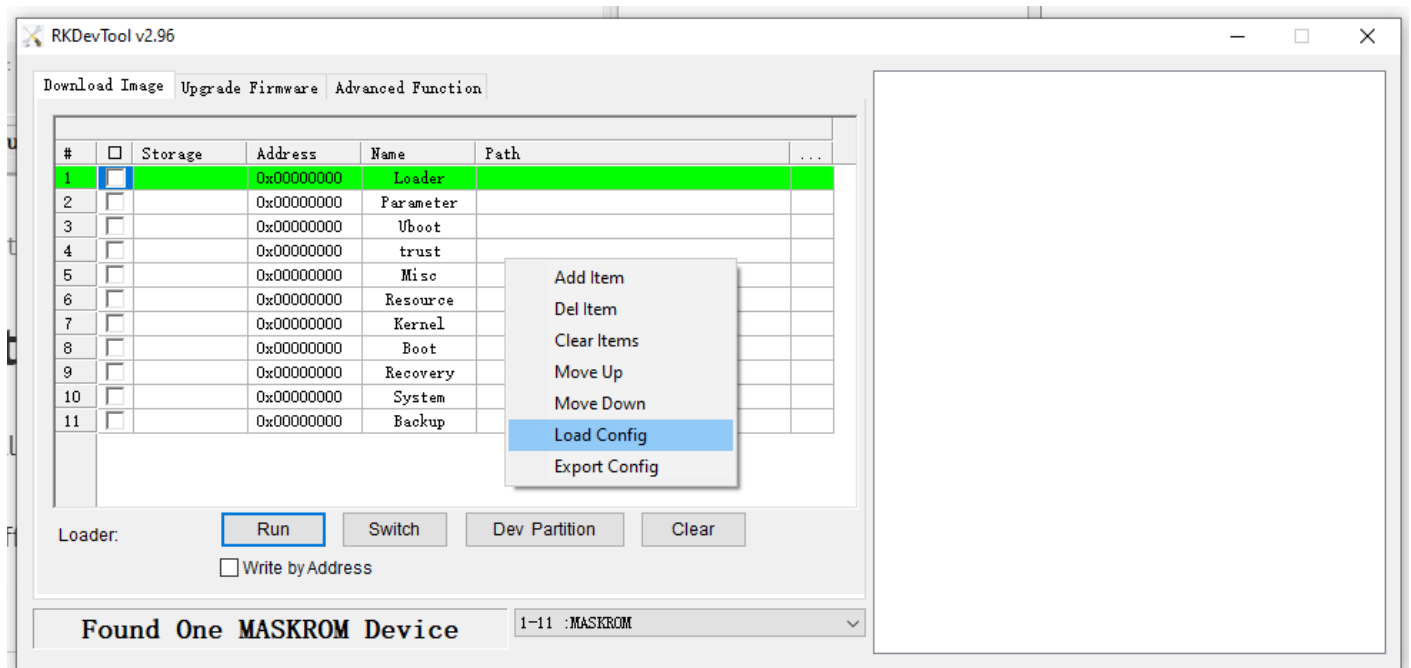 RKDevTool v2.96
Download Image Upgrade Firmware Advanced Function
# Storage Address Name Path ...
1 0x00000000 Loader
2 0x00000000 Parameter
3 0x00000000 Uboot
4 0x00000000 trust
5 0x00000000 Misc
6 0x00000000 Resource
7 0x00000000 Kernel
8 0x00000000 Boot
9 0x00000000 Recovery
10 0x00000000 System
11 0x00000000 Backup
Add Item
Del Item
Clear Items
Move Up
Move Down
Load Config
Export Config
Loader: Run Switch Dev Partition Clear
Write by Address
Found One MASKROM Device 1-11 :MASKROM